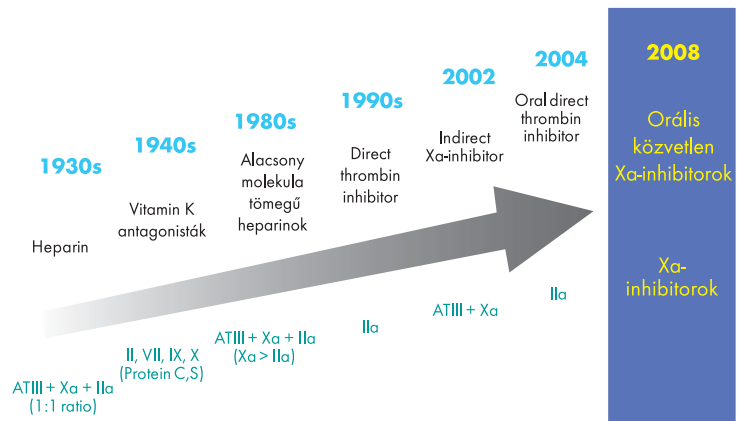 1930s
Heparin
ATIII + Xa + IIa
(1:1 ratio)
1940s
Vitamin K
antagonisták
II, VII, IX, X
(Protein C,S)
1980s
Alacsony
molekula
tömegű
heparinok
ATIII + Xa + IIa
(Xa > IIa)
1990s
Direct
thrombin
inhibitor
IIa
2002
Indirect
Xa-inhibitor
ATIII + Xa
2004
Oral direct
thrombin
inhibitor
IIa
2008
Orális
közvetlen
Xa-inhibitorok
Xa-
inhibitorok